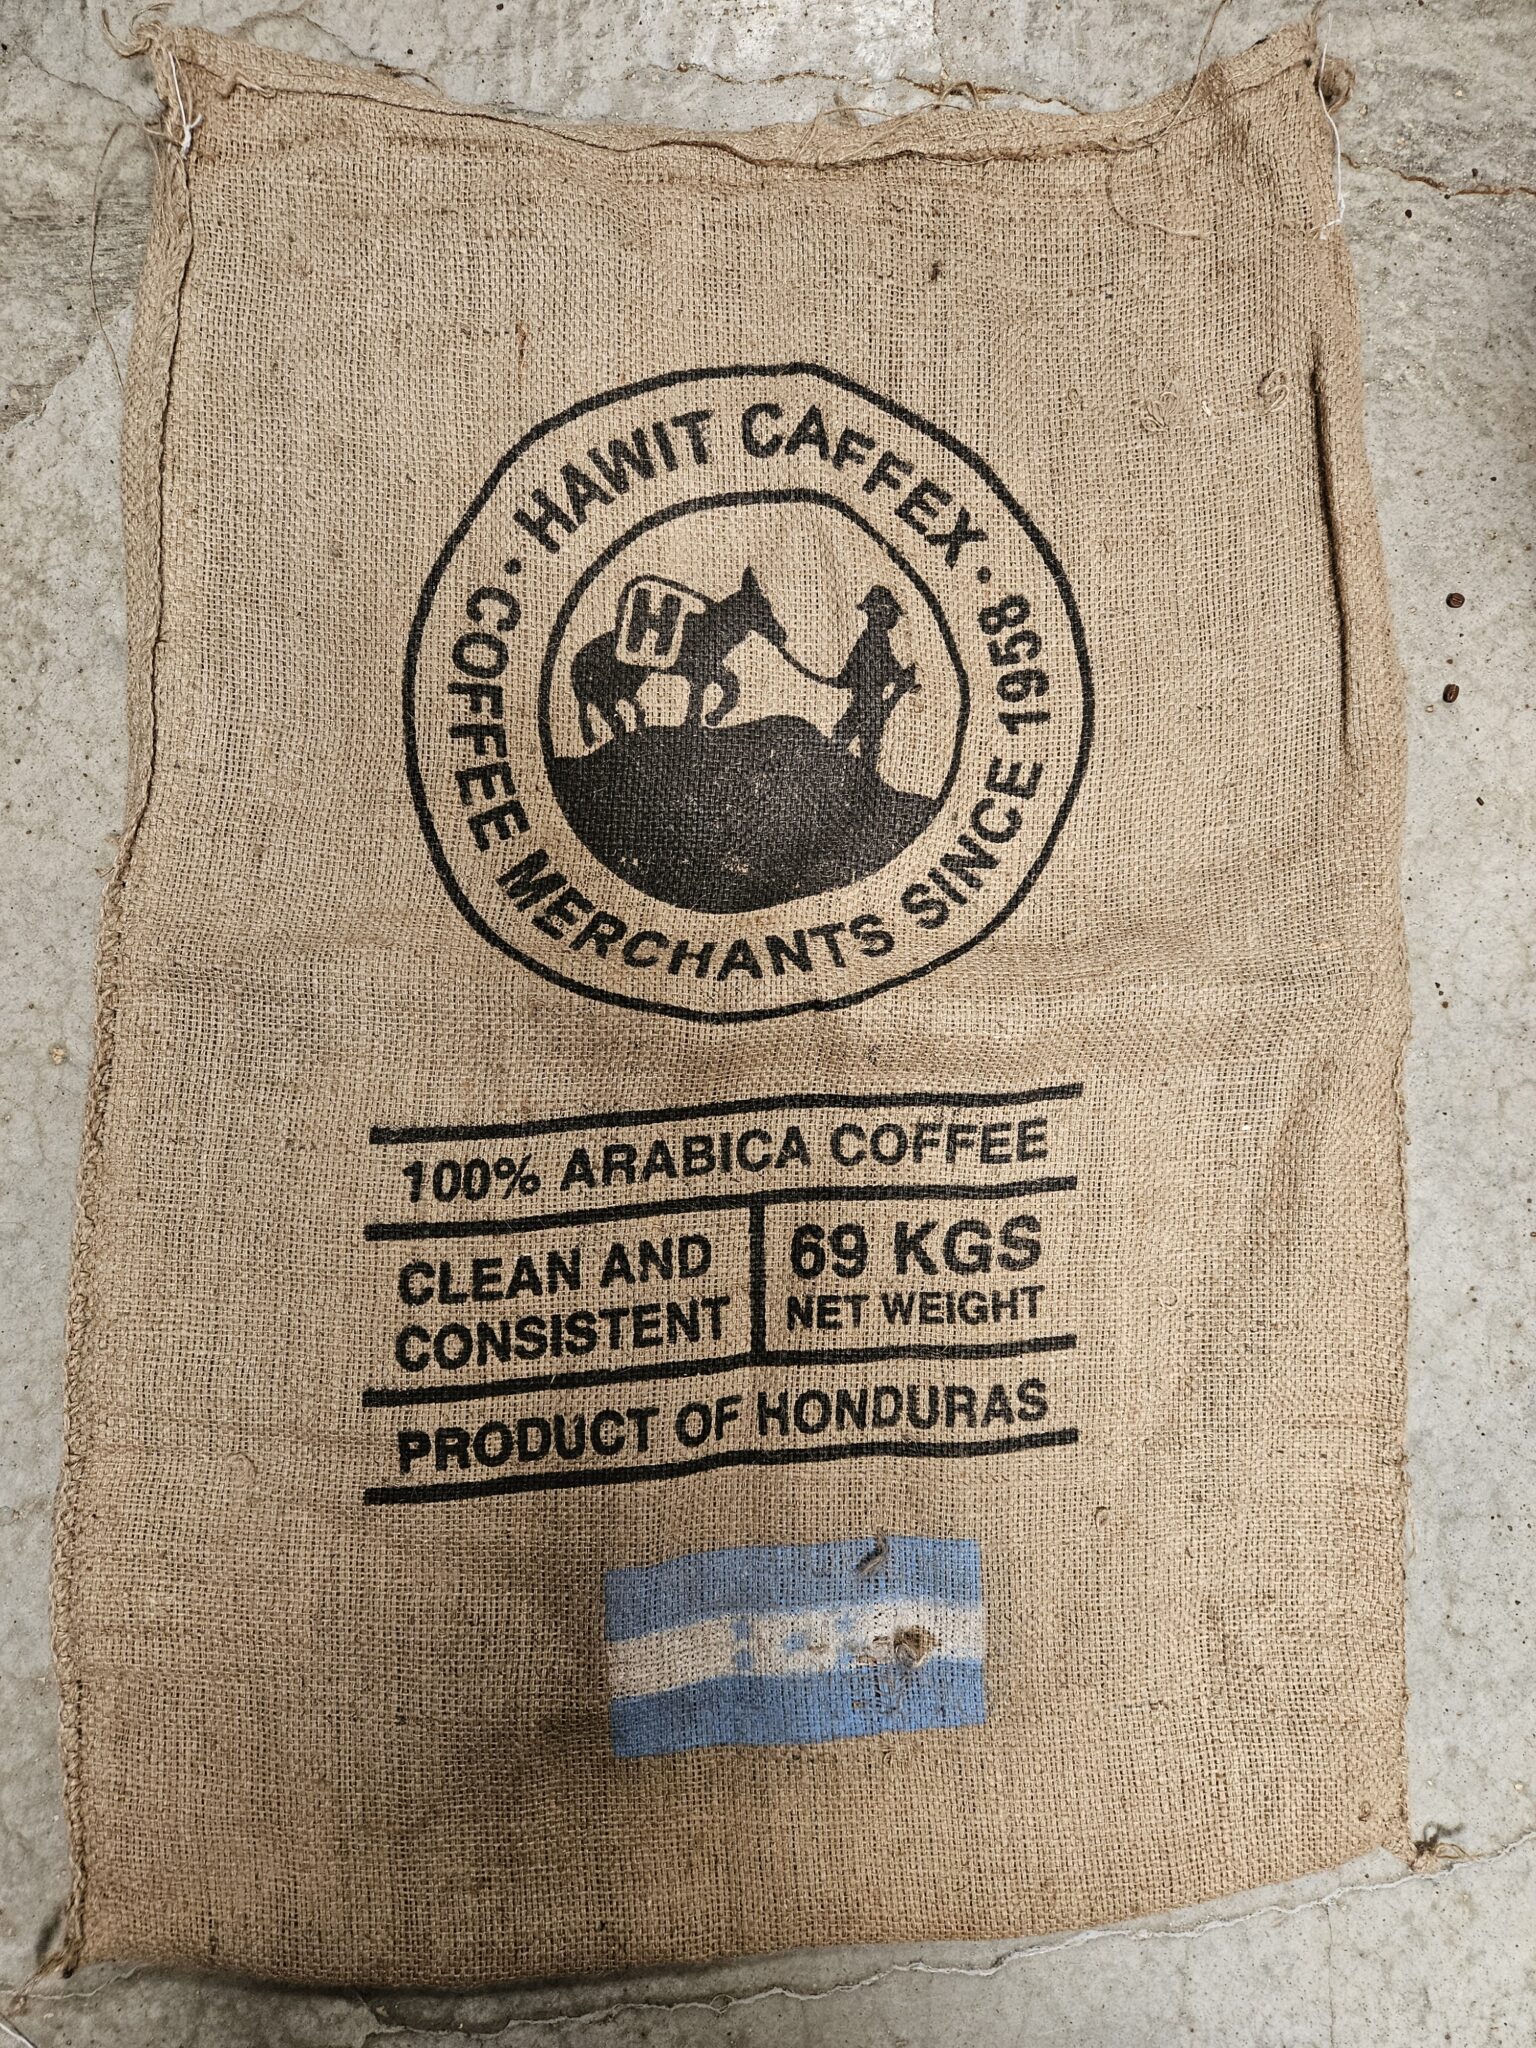 HAWIT CAFFEX
COFFEE MERCHANTS SINCE 1958
H
100% ARABICA COFFEE
CLEAN AND
CONSISTENT
69 KGS
NET WEIGHT
PRODUCT OF HONDURAS